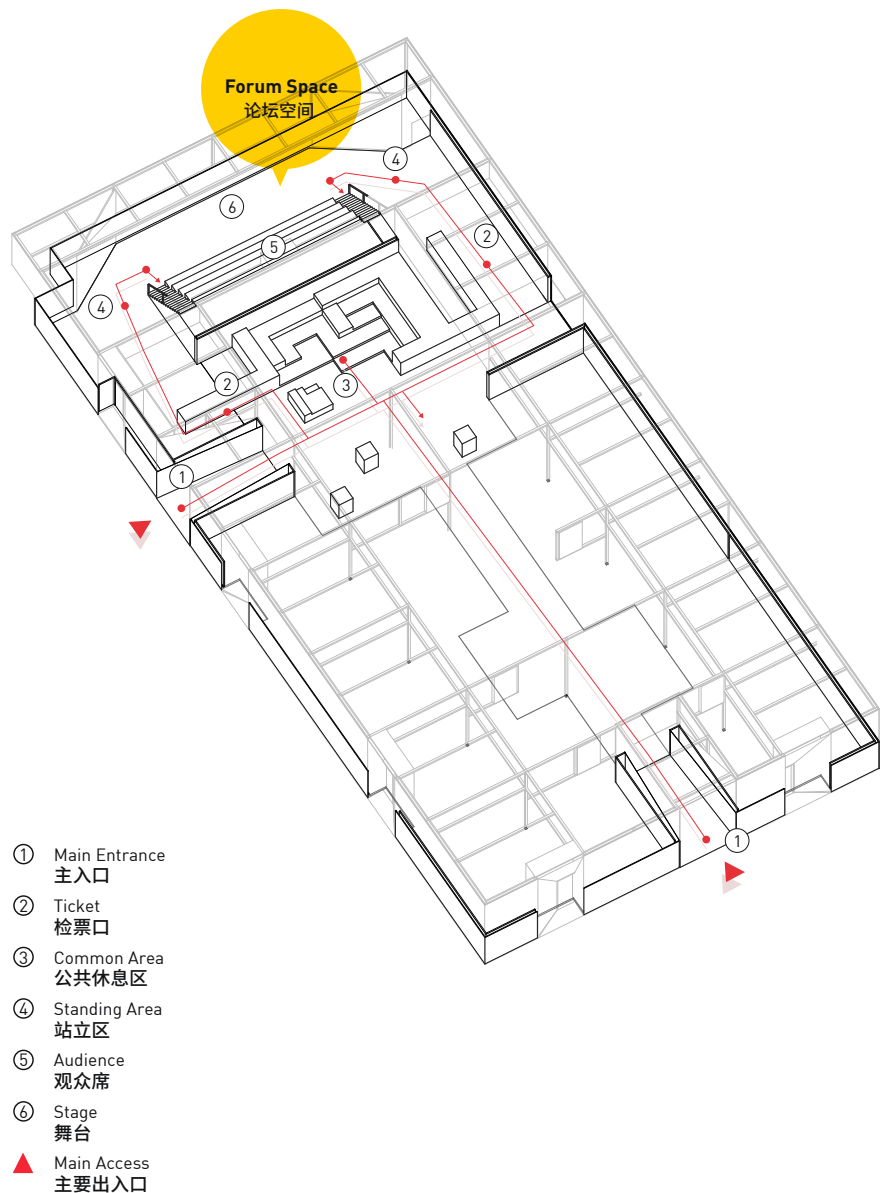 Forum Space
论坛空间
④
⑥
②
⑤
④
②
③
①
①
① Main Entrance
主入口
② Ticket
检票口
③ Common Area
公共休息区
④ Standing Area
站立区
⑤ Audience
观众席
⑥ Stage
舞台
Main Access
主要出入口